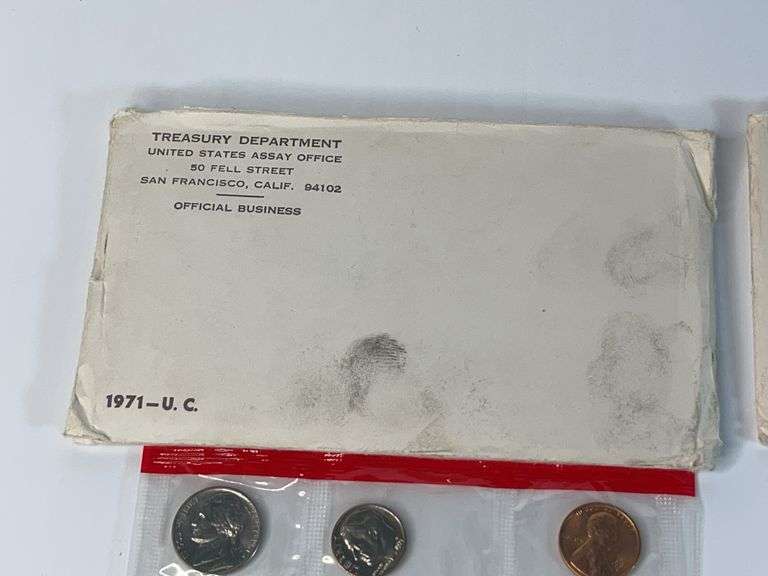 TREASURY DEPARTMENT
UNITED STATES ASSAY OFFICE
50 FELL STREET
SAN FRANCISCO, CALIF. 94102
OFFICIAL BUSINESS
1971-U. C.